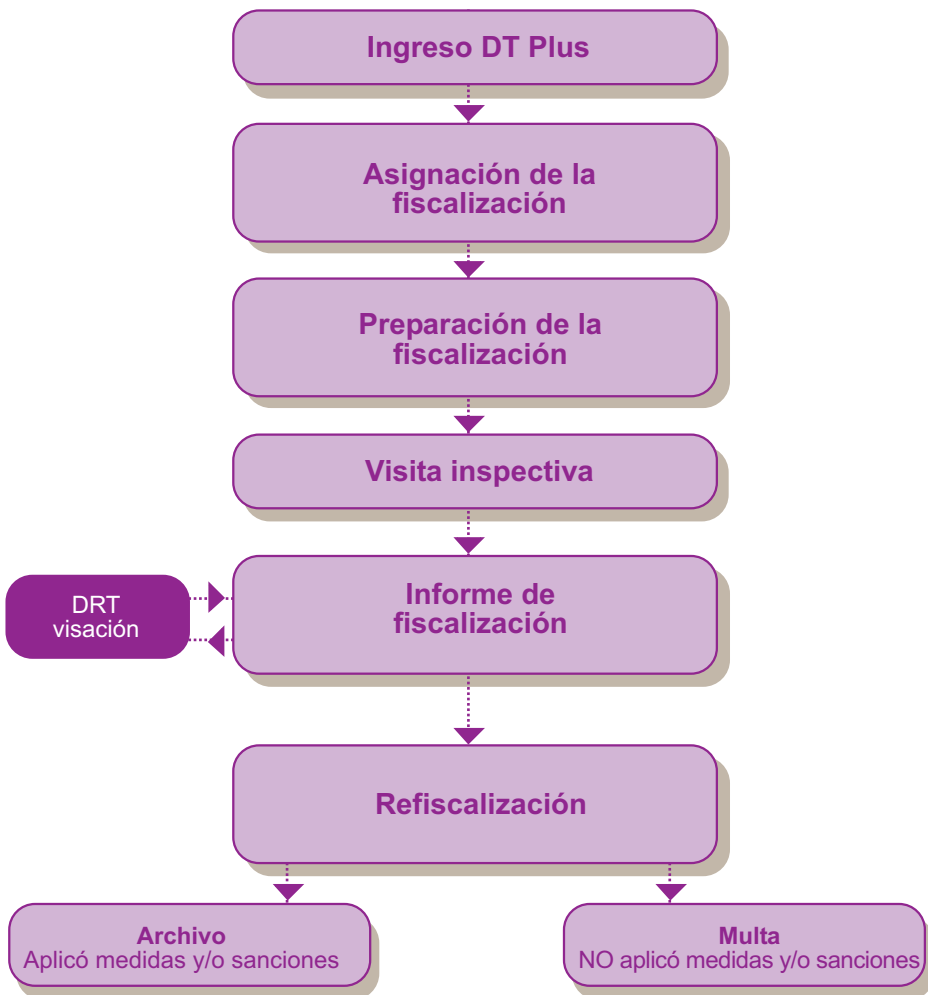 Ingreso DT Plus
Asignación de la
fiscalización
Preparación de la
fiscalización
Visita inspectiva
Informe de
fiscalización
DRT
visación
Refiscalización
Archivo
Aplicó medidas y/o sanciones
Multa
NO aplicó medidas y/o sanciones